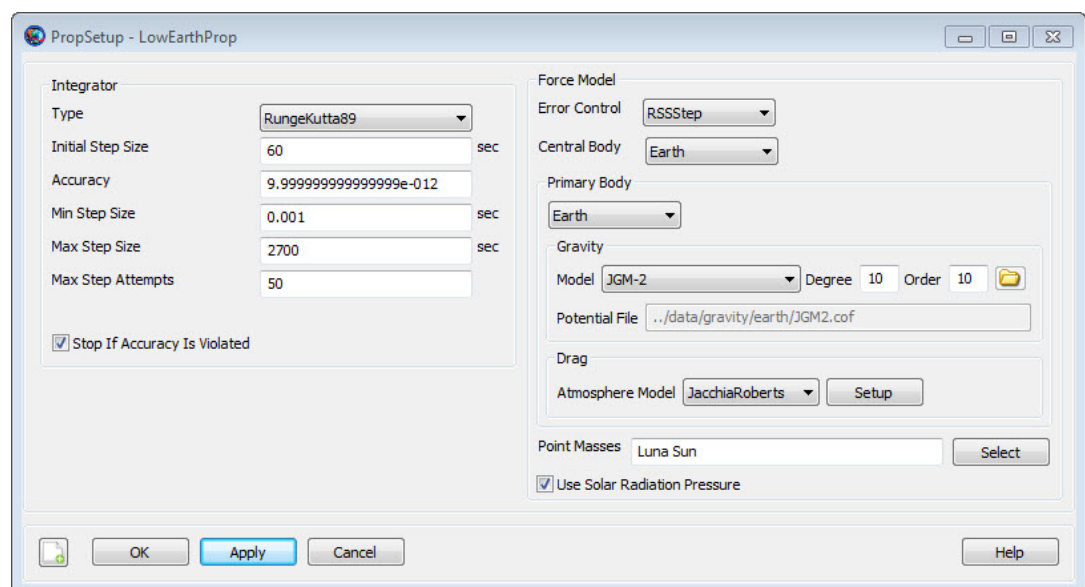 PropSetup - LowEarthProp
Integrator
Type RungeKutta89
Initial Step Size 60 sec
Accuracy 9.999999999999999e-012
Min Step Size 0.001 sec
Max Step Size 2700 sec
Max Step Attempts 50
Stop If Accuracy Is Violated
Force Model
Error Control RSSStep
Central Body Earth
Primary Body
Earth
Gravity
Model JGM-2 Degree 10 Order 10
Potential File ../data/gravity/earth/JGM2.cof
Drag
Atmosphere Model JacchiaRoberts Setup
Point Masses Luna Sun Select
Use Solar Radiation Pressure
OK Apply Cancel Help